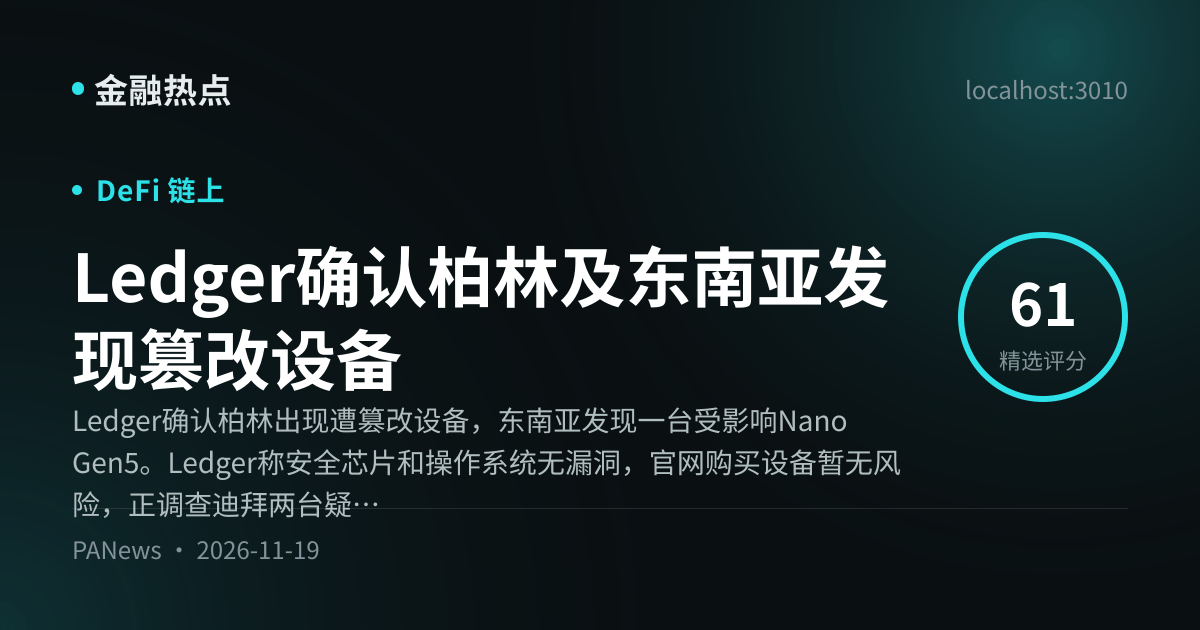 金融热点
localhost:3010
DeFi 链上
Ledger确认柏林及东南亚发
现篡改设备
61
精选评分
Ledger确认柏林出现遭篡改设备，东南亚发现一台受影响Nano
Gen5。Ledger称安全芯片和操作系统无漏洞，官网购买设备暂无风
险，正调查迪拜两台疑…
PANews • 2026-11-19